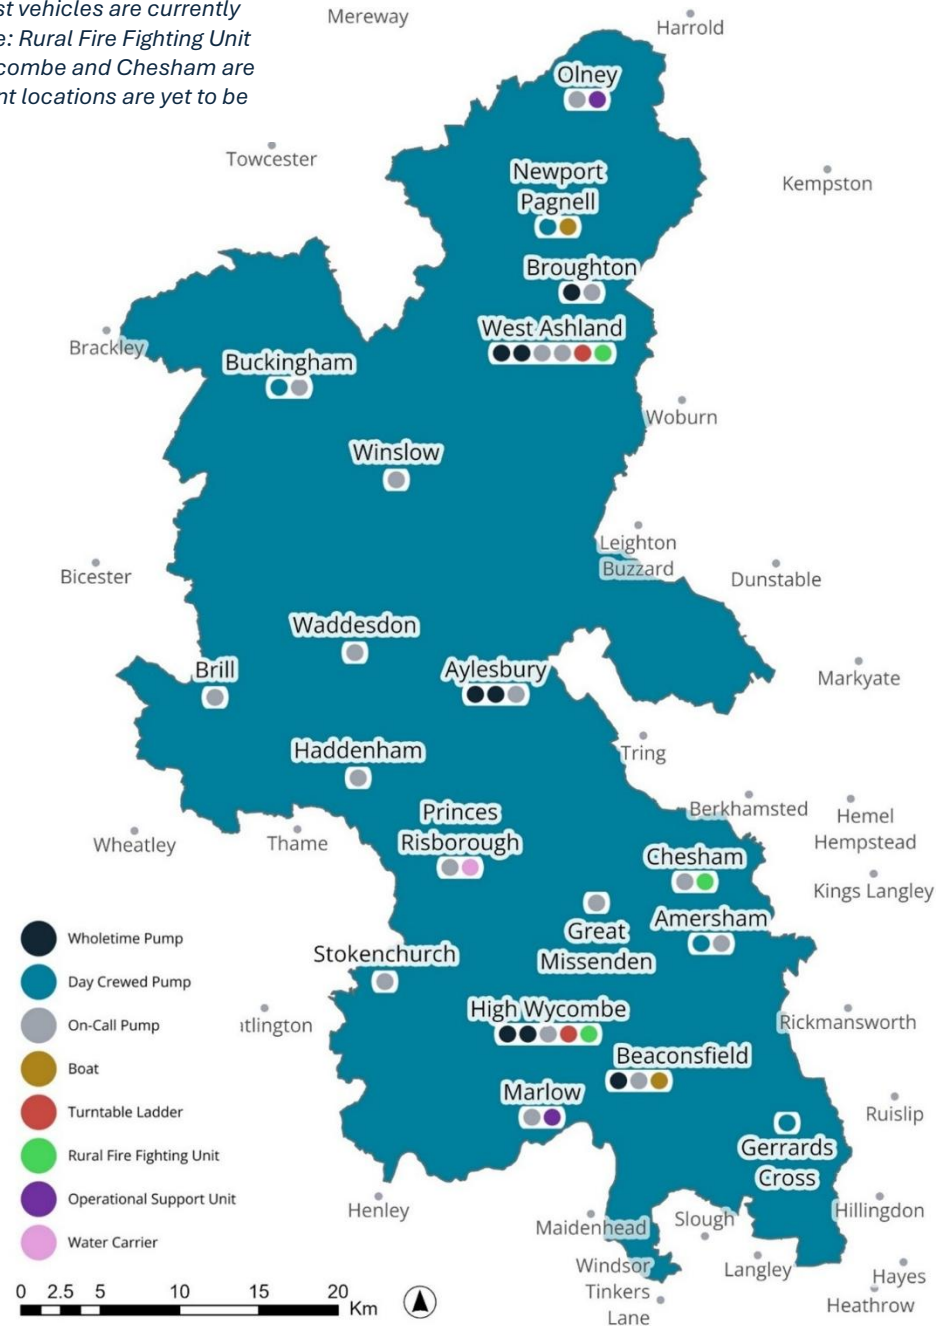 st vehicles are currently
e: Rural Fire Fighting Unit
combe and Chesham are
nt locations are yet to be
Mereway
Harrold
Olney
Towcester
Kempston
Newport
Pagnell
Broughton
West Ashland
Brackley
Buckingham
Woburn
Winslow
Leighton
Buzzard
Bicester
Dunstable
Waddesdon
Brill
Aylesbury
Markyate
Tring
Haddenham
Berkhamsted
Hemel
Hempstead
Princes
Risborough
Wheatley
Thame
Chesham
Kings Langley
Great
Missenden
Amersham
Stokenchurch
High Wycombe
tlington
Rickmansworth
Beaconsfield
Marlow
Ruislip
Gerrards
Cross
Henley
Maidenhead
Slough
Hillingdon
Windsor
Langley
Hayes
Tinkers
Lane
Heathrow
Wholetime Pump
Day Crewed Pump
On-Call Pump
Boat
Turntable Ladder
Rural Fire Fighting Unit
Operational Support Unit
Water Carrier
0 2.5 5 10 15 20
Km